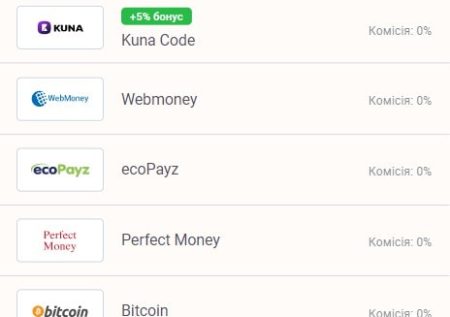 +5% бонус
KUNA
Kuna Code
Комісія: 0%
WebMoney
Webmoney
Комісія: 0%
ecoPayz
ecoPayz
Комісія: 0%
Perfect
Money
Perfect Money
Комісія: 0%
bitcoin
Bitcoin
Комісія: 0%